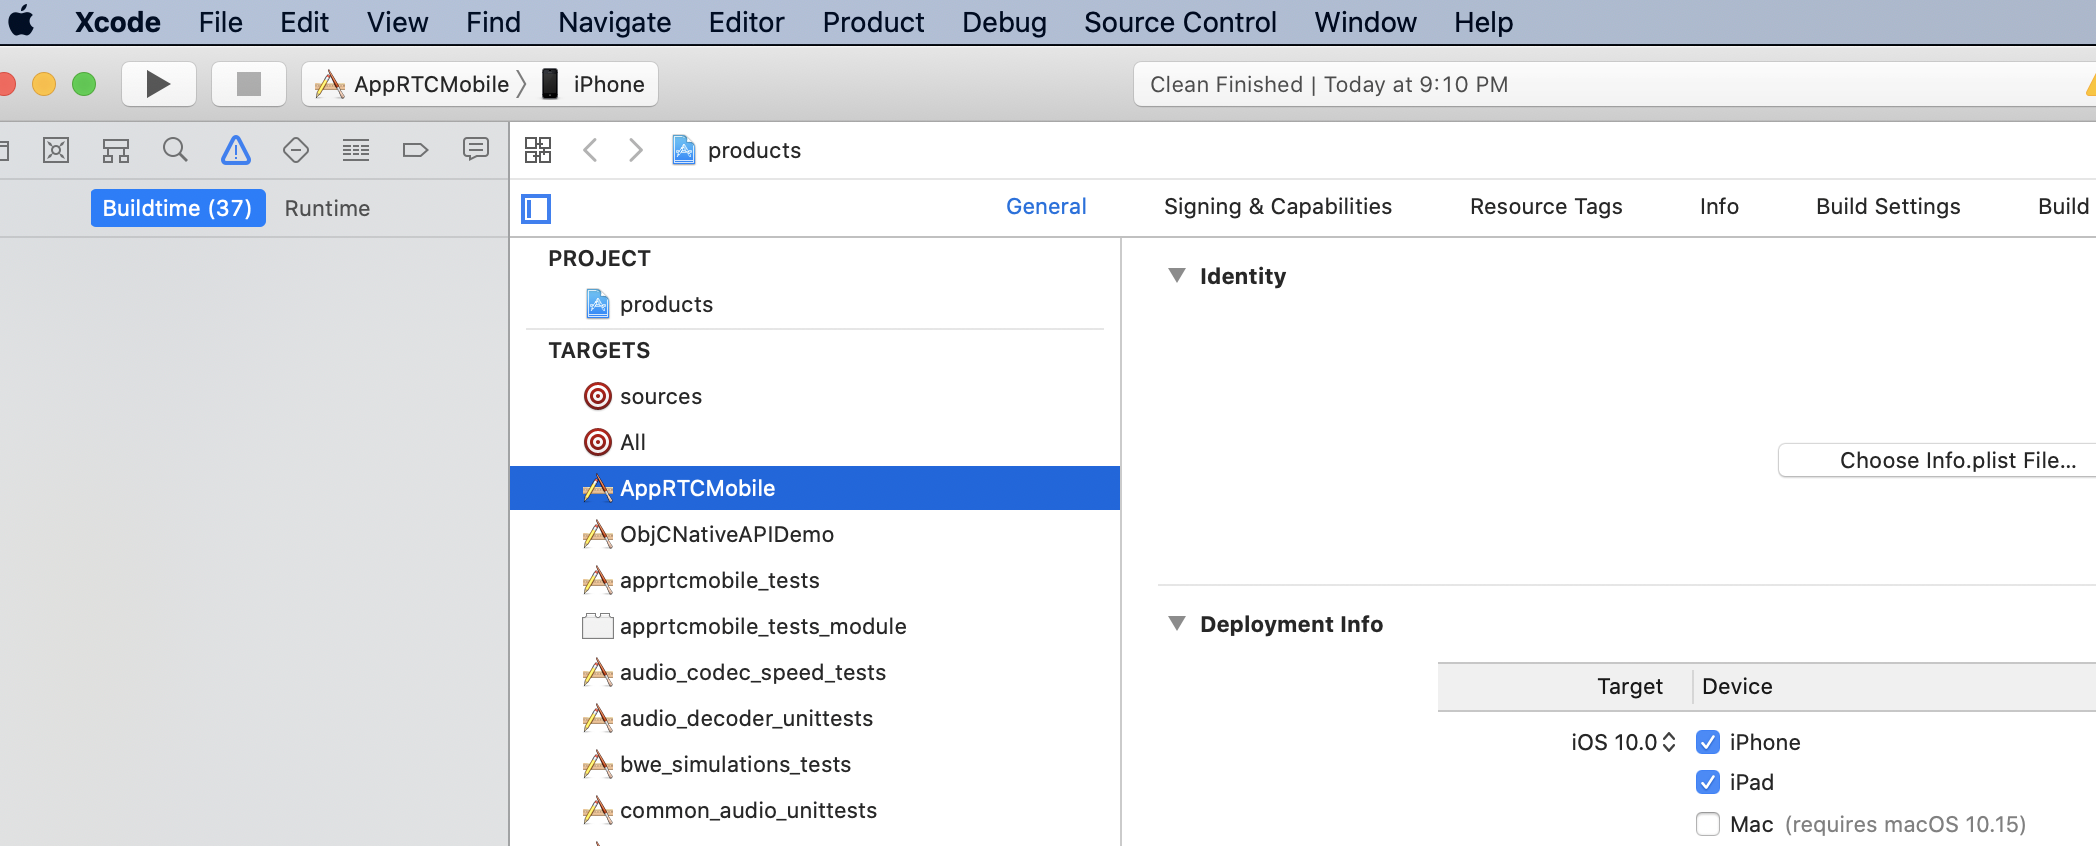 Xcode File Edit View Find Navigate Editor Product Debug Source Control Window Help
AppRTCMobile iPhone Clean Finished | Today at 9:10 PM
products
Buildtime (37) Runtime General Signing & Capabilities Resource Tags Info Build Settings Build
PROJECT
products
TARGETS
sources
All
AppRTCMobile
ObjCNativeAPIDemo
apprtcmobile_tests
apprtcmobile_tests_module
audio_codec_speed_tests
audio_decoder_unittests
bwe_simulations_tests
common_audio_unittests
Identity
Choose Info.plist File...
Deployment Info
Target Device
iOS 10.0 iPhone
iPad
Mac (requires macOS 10.15)